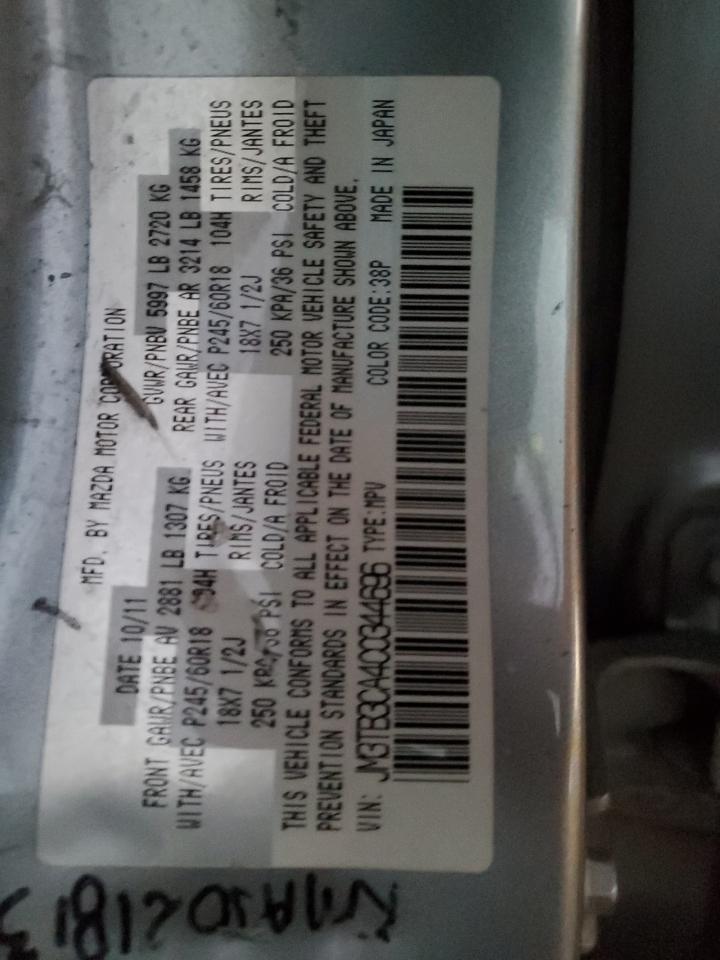 MFD. BY MAZDA MOTOR CORPORATION
DATE 10/11 GVWR/PNBV 5997 LB 2720 KG
FRONT GAWR/PNBE AV 2881 LB 1307 KG REAR GAWR/PNBE AR 3214 LB 1458 KG
WITH/AVEC P245/60R18 104H TIRES/PNEUS WITH/AVEC P245/60R18 104H TIRES/PNEUS
18X7 1/2J RIMS/JANTES 18X7 1/2J RIMS/JANTES
250 KPA/36 PSI COLD/A FROID 250 KPA/36 PSI COLD/A FROID
THIS VEHICLE CONFORMS TO ALL APPLICABLE FEDERAL MOTOR VEHICLE SAFETY AND THEFT
PREVENTION STANDARDS IN EFFECT ON THE DATE OF MANUFACTURE SHOWN ABOVE.
VIN: JM3TB3CA4C0344696 TYPE:MPV COLOR CODE:38P MADE IN JAPAN